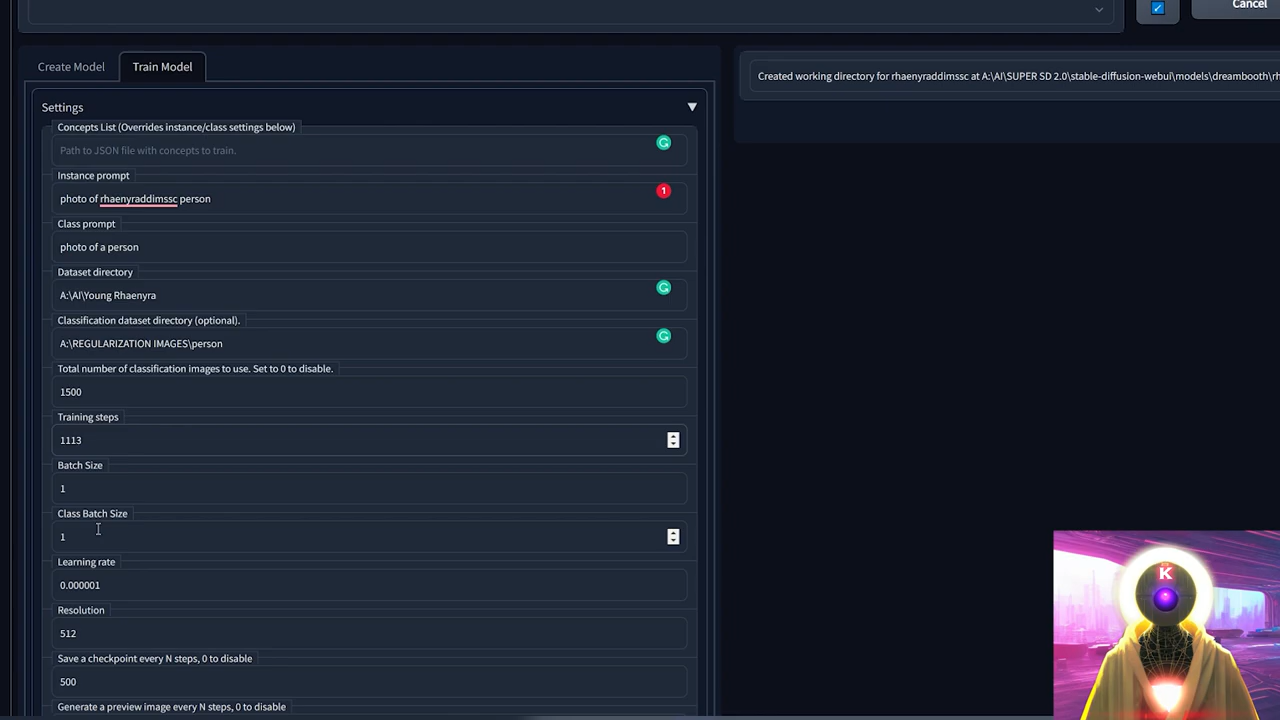 Cancel
Create Model
Train Model
Created working directory for rhaenyraddimssc at A:\AI\SUPER SD 2.0\stable-diffusion-webui\models\dreambooth\rh
Settings
Concepts List (Overrides instance/class settings below)
Path to JSON file with concepts to train.
Instance prompt
photo of rhaenyraddimssc person
1
Class prompt
photo of a person
Dataset directory
A:\AI\Young Rhaenyra
Classification dataset directory (optional).
A:\REGULARIZATION IMAGES\person
Total number of classification images to use. Set to 0 to disable.
1500
Training steps
1113
Batch Size
1
Class Batch Size
1
Learning rate
0.000001
Resolution
512
Save a checkpoint every N steps, 0 to disable
500
Generate a preview image every N steps, 0 to disable
K